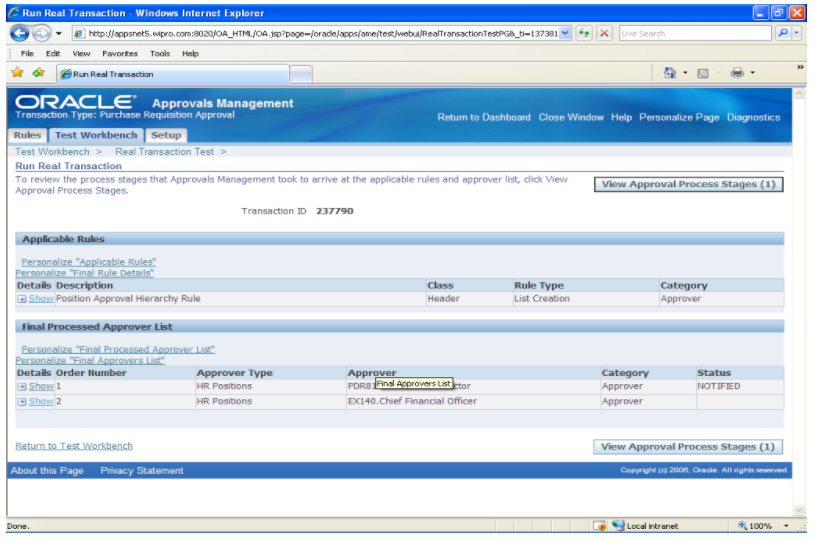 Run Real Transaction - Windows Internet Explorer
http://appsnet5.wipro.com:8020/OA_HTML/OA.jsp?page=/oracle/apps/ame/test/webui/RealTransactionTestPG&_ti=137381
Live Search
File Edit View Favorites Tools Help
Run Real Transaction
ORACLE® Approvals Management
Transaction Type: Purchase Requisition Approval
Return to Dashboard Close Window Help Personalize Page Diagnostics
Rules Test Workbench Setup
Test Workbench > Real Transaction Test >
Run Real Transaction
To review the process stages that Approvals Management took to arrive at the applicable rules and approver list, click View
Approval Process Stages.
View Approval Process Stages (1)
Transaction ID 237790
Applicable Rules
Personalize "Applicable Rules"
Personalize "Final Rule Details"
Details Description Class Rule Type Category
Show Position Approval Hierarchy Rule Header List Creation Approver
Final Processed Approver List
Personalize "Final Processed Approver List"
Personalize "Final Approvers List"
Details Order Number Approver Type Approver Category Status
Show 1 HR Positions Final Approvers List Approver NOTIFIED
Show 2 HR Positions EX140.Chief Financial Officer Approver
Return to Test Workbench View Approval Process Stages (1)
About this Page Privacy Statement Copyright (c) 2006, Oracle. All rights reserved.
Done. Local intranet 100%